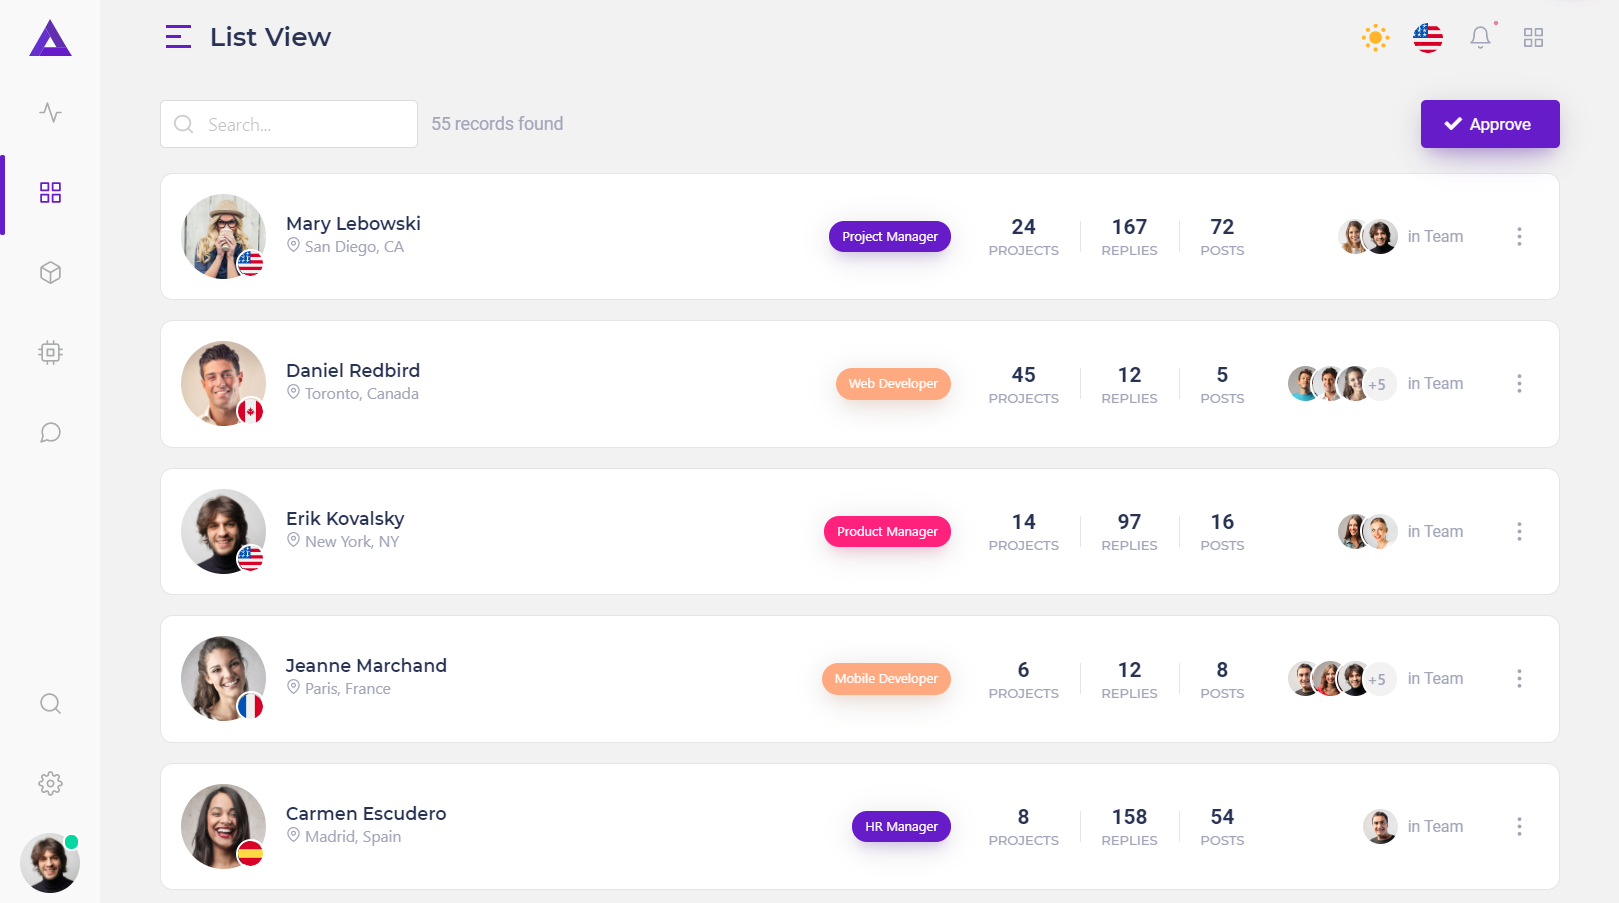 List View
Search...
55 records found
Approve
Mary Lebowski
San Diego, CA
Project Manager
24
PROJECTS
167
REPLIES
72
POSTS
in Team
Daniel Redbird
Toronto, Canada
Web Developer
45
PROJECTS
12
REPLIES
5
POSTS
+5
in Team
Erik Kovalsky
New York, NY
Product Manager
14
PROJECTS
97
REPLIES
16
POSTS
in Team
Jeanne Marchand
Paris, France
Mobile Developer
6
PROJECTS
12
REPLIES
8
POSTS
+5
in Team
Carmen Escudero
Madrid, Spain
HR Manager
8
PROJECTS
158
REPLIES
54
POSTS
in Team